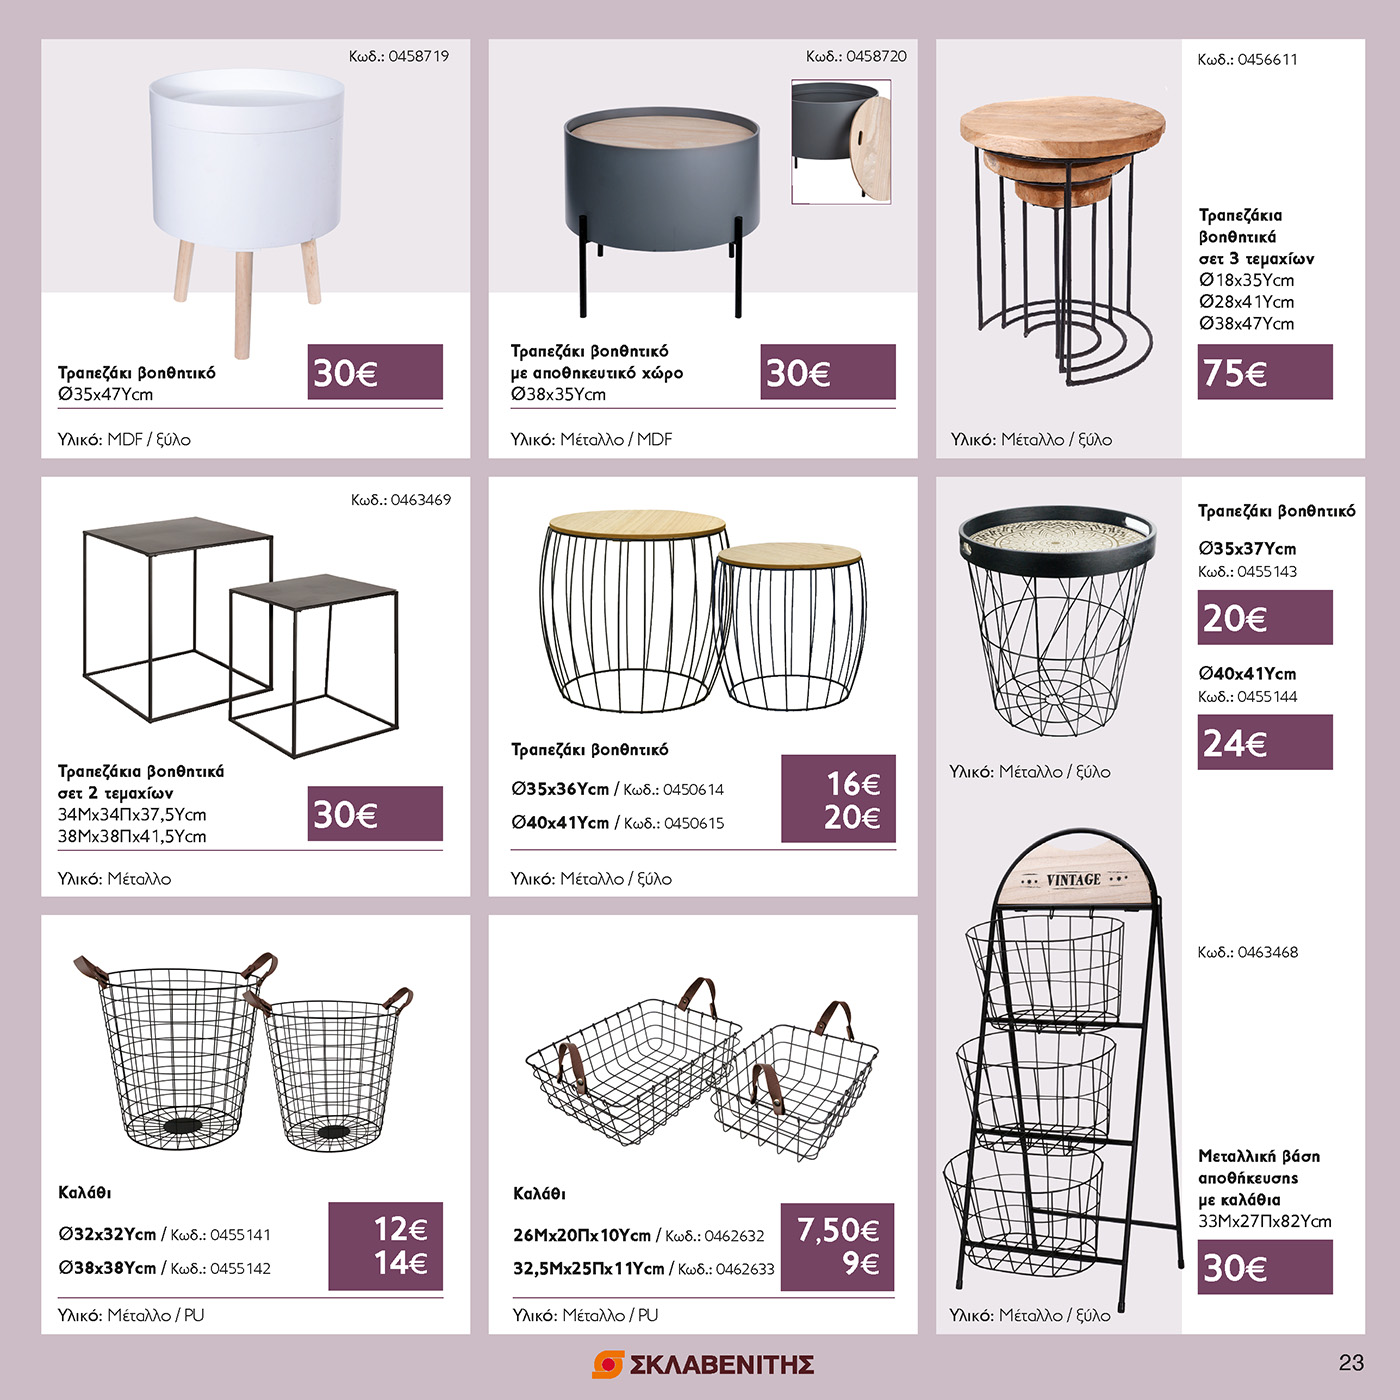 Κωδ.: 0458719
Τραπεζάκι βοηθητικό
Ø35x47Υcm
30€
Υλικό: MDF / ξύλο
Κωδ.: 0458720
Τραπεζάκι βοηθητικό
με αποθηκευτικό χώρο
Ø38x35Υcm
30€
Υλικό: Μέταλλο / MDF
Κωδ.: 0456611
Τραπεζάκια
βοηθητικά
σετ 3 τεμαχίων
Ø18x35Υcm
Ø28x41Υcm
Ø38x47Υcm
75€
Υλικό: Μέταλλο / ξύλο
Κωδ.: 0463469
Τραπεζάκια βοηθητικά
σετ 2 τεμαχίων
34Μx34Πx37,5Υcm
38Μx38Πx41,5Υcm
30€
Υλικό: Μέταλλο
Τραπεζάκι βοηθητικό
Ø35x36Υcm / Κωδ.: 0450614 16€
Ø40x41Υcm / Κωδ.: 0450615 20€
Υλικό: Μέταλλο / ξύλο
Τραπεζάκι βοηθητικό
Ø35x37Υcm
Κωδ.: 0455143
20€
Ø40x41Υcm
Κωδ.: 0455144
24€
Υλικό: Μέταλλο / ξύλο
Καλάθι
Ø32x32Υcm / Κωδ.: 0455141 12€
Ø38x38Υcm / Κωδ.: 0455142 14€
Υλικό: Μέταλλο / PU
Καλάθι
26Μx20Πx10Υcm / Κωδ.: 0462632 7,50€
32,5Μx25Πx11Υcm / Κωδ.: 0462633 9€
Υλικό: Μέταλλο / PU
VINTAGE
Κωδ.: 0463468
Μεταλλική βάση
αποθήκευσης
με καλάθια
33Μx27Πx82Υcm
30€
Υλικό: Μέταλλο / ξύλο
ΣΚΛΑΒΕΝΙΤΗΣ
23